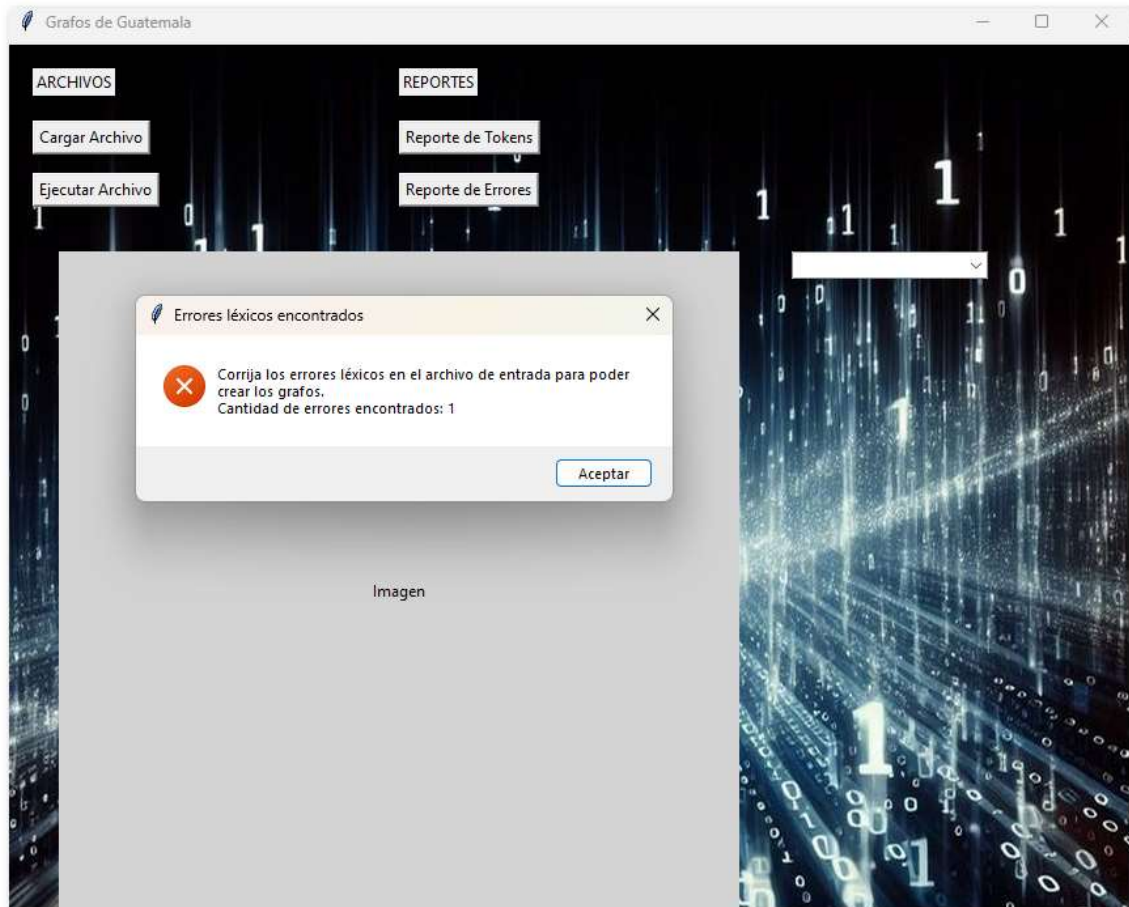 Grafos de Guatemala
ARCHIVOS
REPORTES
Cargar Archivo
Reporte de Tokens
Ejecutar Archivo
Reporte de Errores
Errores léxicos encontrados
Corrija los errores léxicos en el archivo de entrada para poder
crear los grafos.
Cantidad de errores encontrados: 1
Aceptar
Imagen